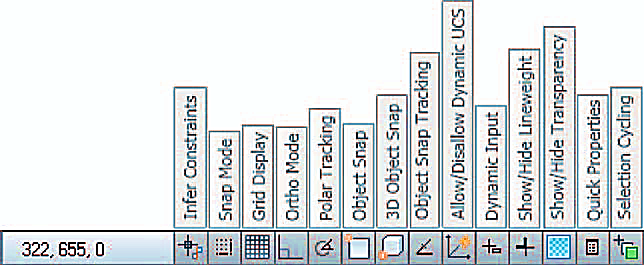 Infer Constraints
Snap Mode
Grid Display
Ortho Mode
Polar Tracking
Object Snap
3D Object Snap
Object Snap Tracking
Allow/Disallow Dynamic UCS
Dynamic Input
Show/Hide Lineweight
Show/Hide Transparency
Quick Properties
Selection Cycling
322, 655, 0